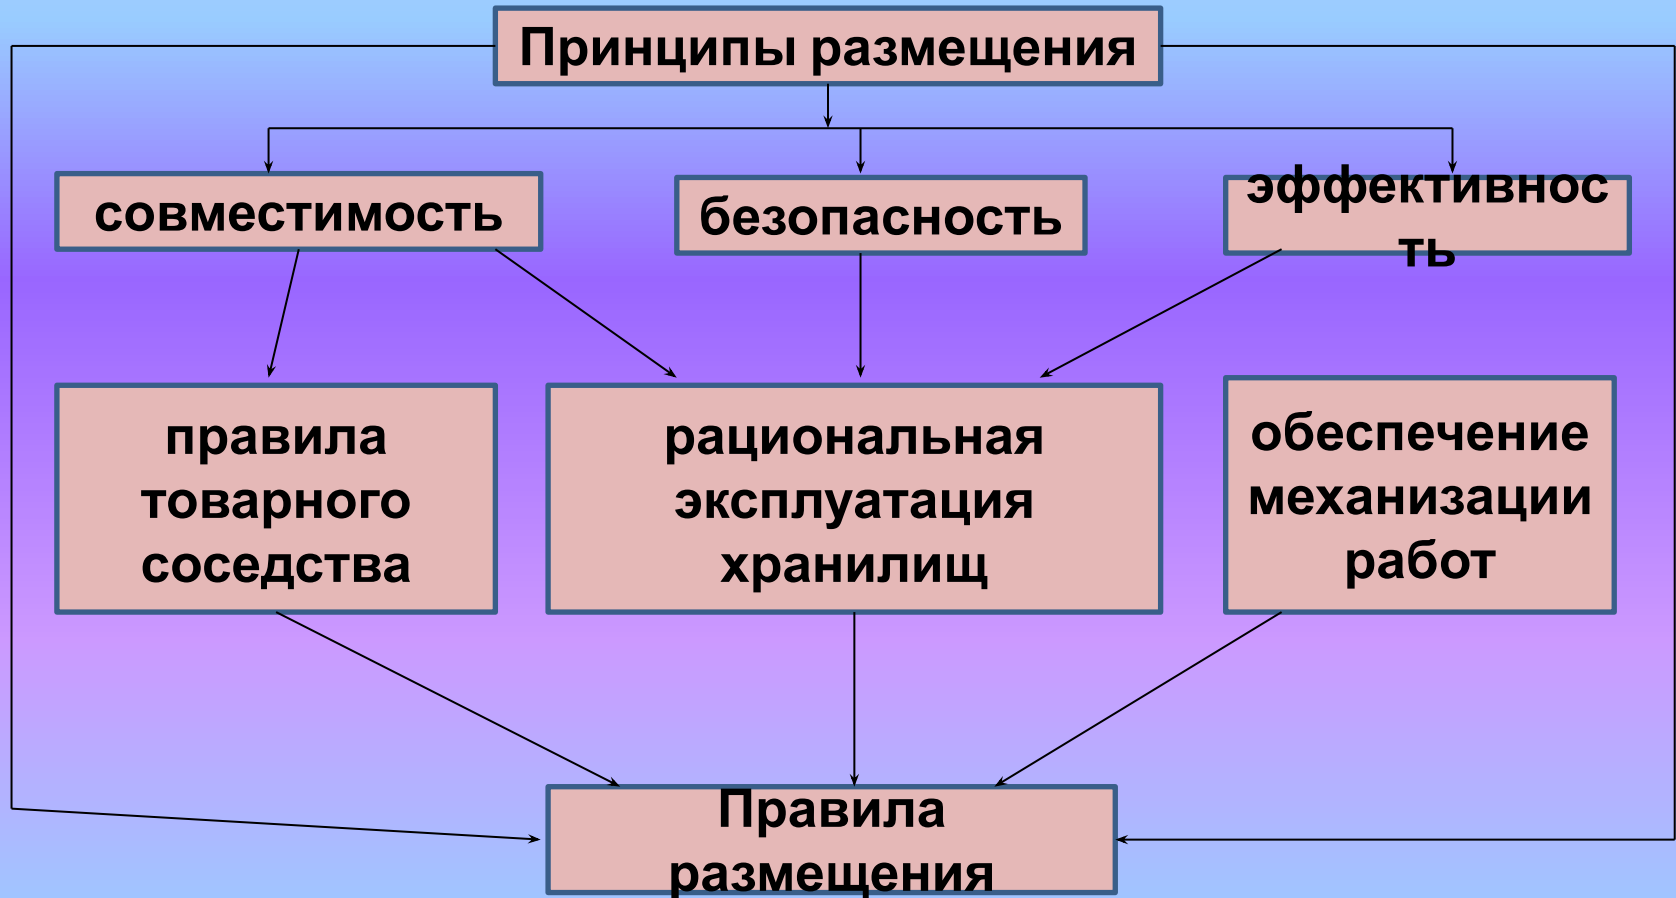 Принципы размещения
совместимость
безопасность
эффективнос
ть
правила
товарного
соседства
рациональная
эксплуатация
хранилищ
обеспечение
механизации
работ
Правила
размещения